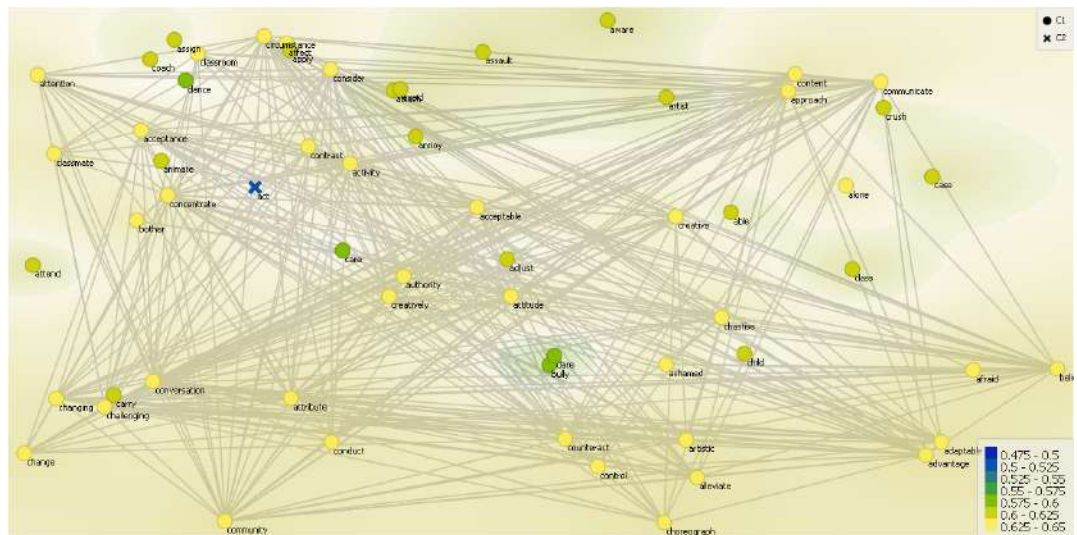 C1
C2
aware
circumstance
assign
affect
apply
classroom
coach
assault
consider
attention
dance
content
approach
communicate
artist
crush
annoy
acceptance
classmate
animate
contrast
activity
concentrate
act
case
alone
acceptable
bother
creative
able
care
attend
adjust
class
authority
creatively
attitude
chastise
dare
bully
child
ashamed
afraid
conversation
changing
carry
challenging
attribute
conduct
counteract
artistic
adaptable
advantage
change
control
alleviate
community
choreograph
0.475 - 0.5
0.5 - 0.525
0.525 - 0.55
0.55 - 0.575
0.575 - 0.6
0.6 - 0.625
0.625 - 0.65